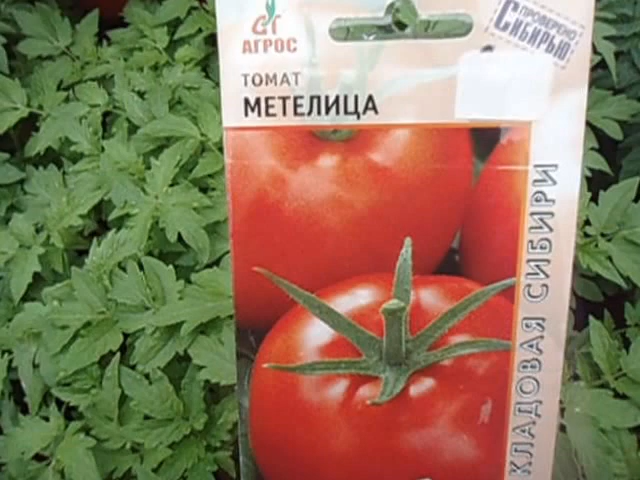 АГРОС
ТОМАТ
МЕТЕЛИЦА
ПРОВЕРЕНО
СИБИРЬЮ
КЛАДОВАЯ СИБИРИ